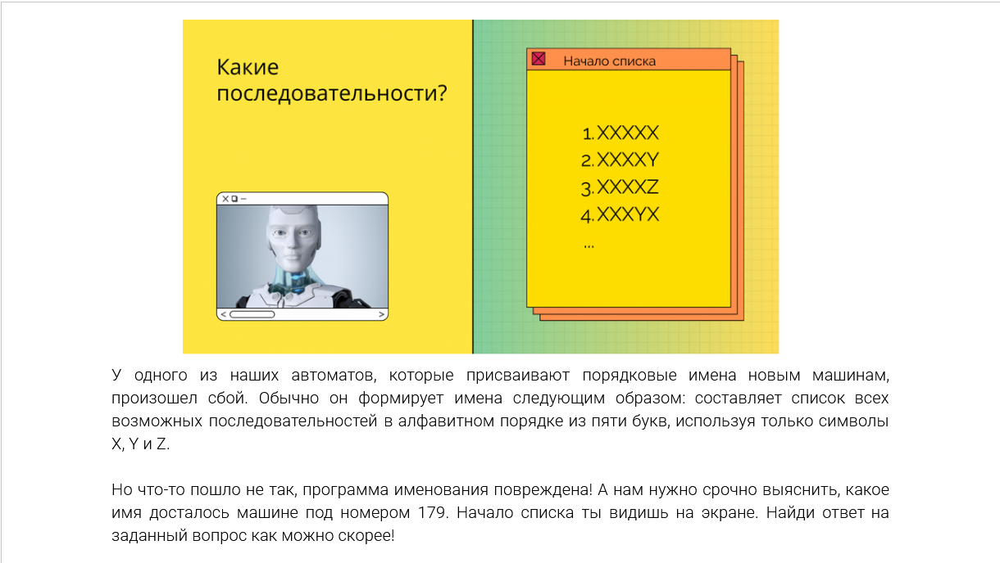 Какие
последовательности?
Начало списка
1. XXXXX
2. XXXXY
3. XXXXZ
4. XXXYX
...
У одного из наших автоматов, которые присваивают порядковые имена новым машинам,
произошел сбой. Обычно он формирует имена следующим образом: составляет список всех
возможных последовательностей в алфавитном порядке из пяти букв, используя только символы
X, Y и Z.
Но что-то пошло не так, программа именования повреждена! А нам нужно срочно выяснить, какое
имя досталось машине под номером 179. Начало списка ты видишь на экране. Найди ответ на
заданный вопрос как можно скорее!